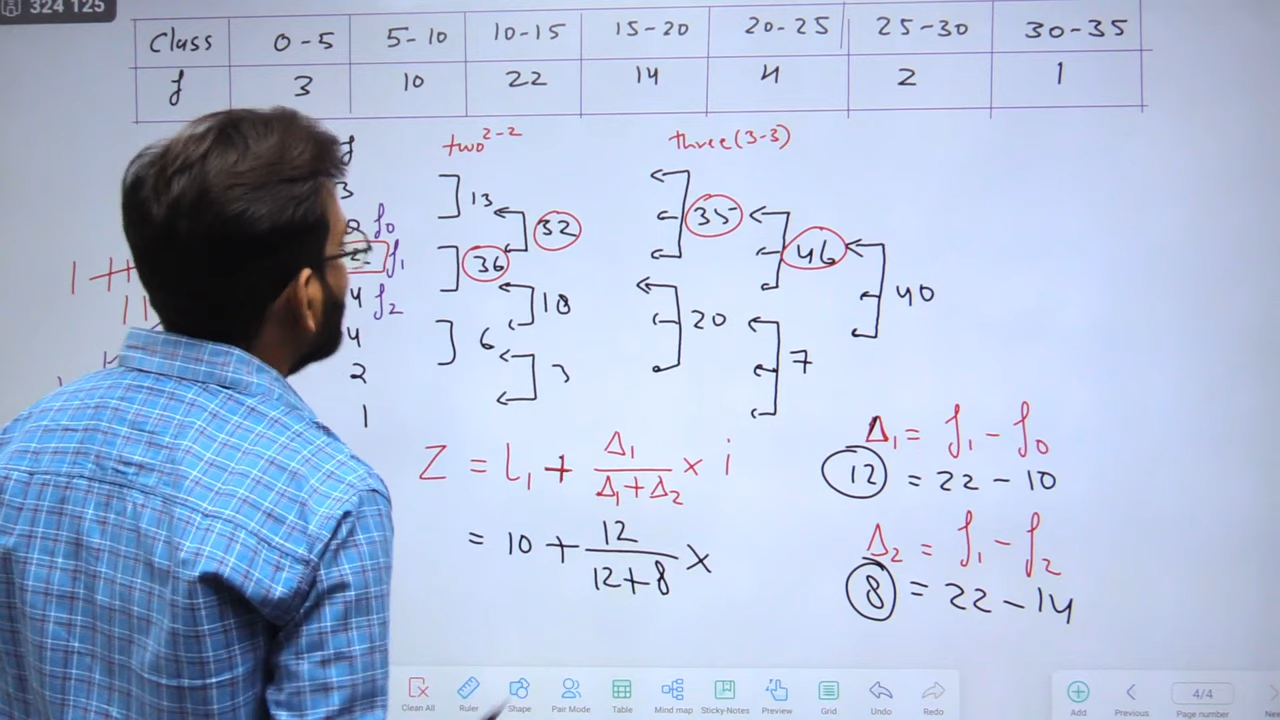 324 125
Class 0-5 5-10 10-15 15-20 20-25 25-30 30-35
f 3 10 22 14 4 2 1
f two 2-2 three(3-3)
3
13
f0 32 35
f1 36 46
4 f2 18 40
20
4 6
7
2 3
1
Z = L1 + Δ1/(Δ1+Δ2) × i
= 10 + 12/(12+8) ×
Δ1 = f1 - f0
12 = 22 - 10
Δ2 = f1 - f2
8 = 22 - 14
Clean All Ruler Shape Pair Mode Table Mind map Sticky-Notes Preview Grid Undo Redo
Add Previous 4/4 Page number